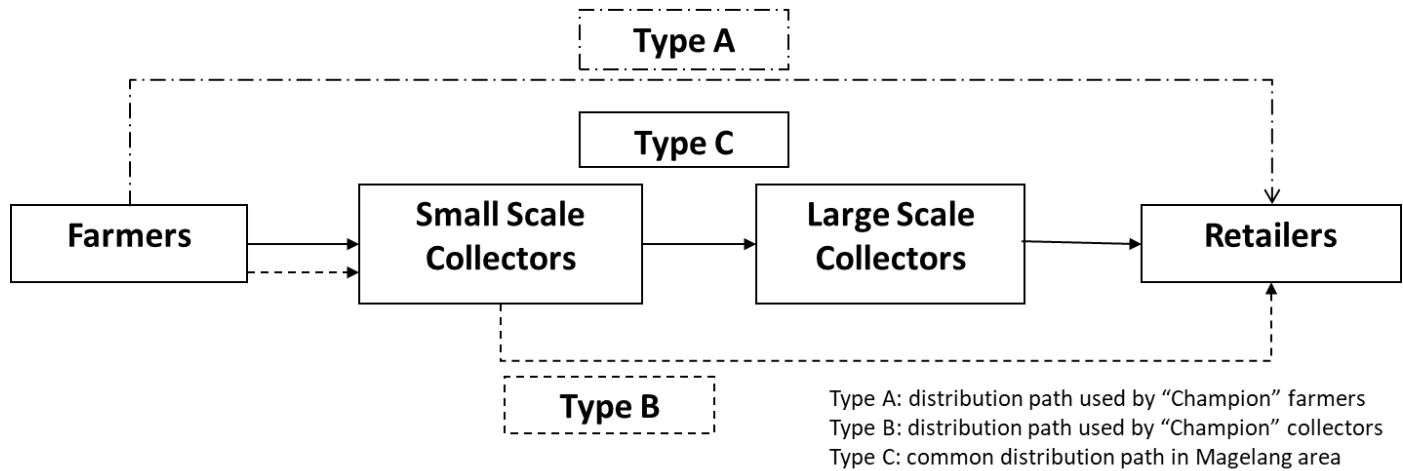 Type A
Type C
Farmers
Small Scale
Collectors
Large Scale
Collectors
Retailers
Type B
Type A: distribution path used by “Champion” farmers
Type B: distribution path used by “Champion” collectors
Type C: common distribution path in Magelang area